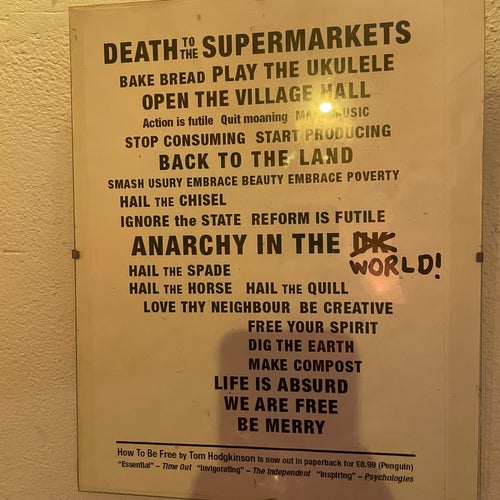 DEATH TO THE SUPERMARKETS
BAKE BREAD PLAY THE UKULELE
OPEN THE VILLAGE HALL
Action is futile Quit moaning MAKE MUSIC
STOP CONSUMING START PRODUCING
BACK TO THE LAND
SMASH USURY EMBRACE BEAUTY EMBRACE POVERTY
HAIL THE CHISEL
IGNORE the STATE REFORM IS FUTILE
ANARCHY IN THE UK
WORLD!
HAIL THE SPADE
HAIL THE HORSE HAIL THE QUILL
LOVE THY NEIGHBOUR BE CREATIVE
FREE YOUR SPIRIT
DIG THE EARTH
MAKE COMPOST
LIFE IS ABSURD
WE ARE FREE
BE MERRY
How To Be Free by Tom Hodgkinson is now out in paperback for £8.99 (Penguin)
"Essential" – Time Out "Invigorating" – The Independent "Inspiring" – Psychologies